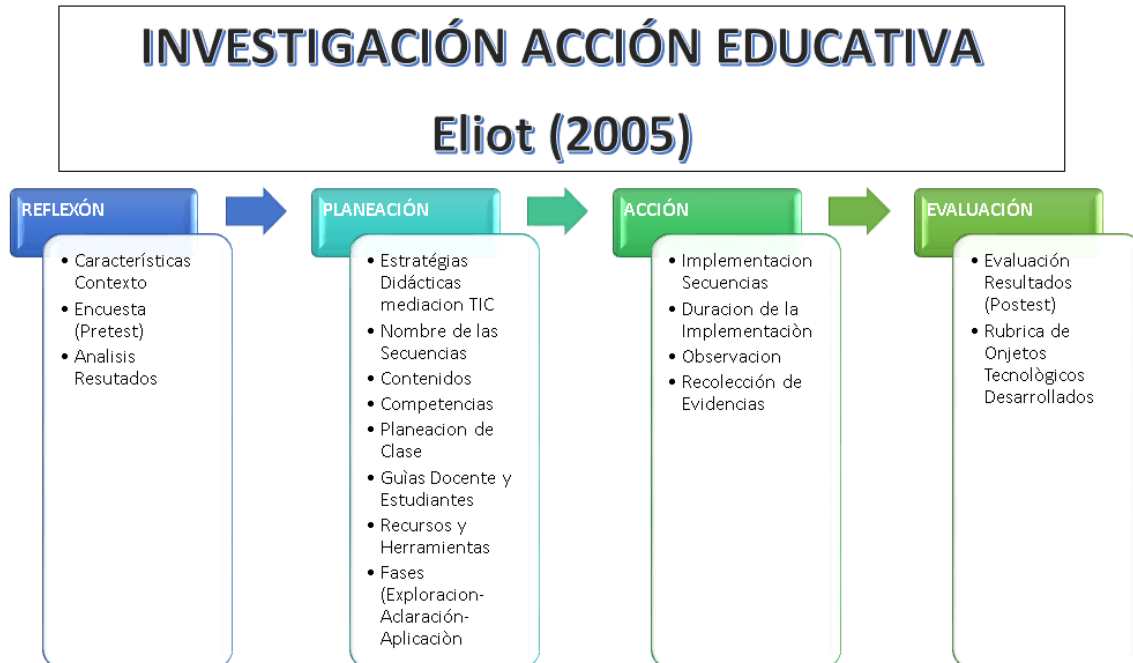 INVESTIGACIÓN ACCIÓN EDUCATIVA
Eliot (2005)
REFLEXÓN
• Características
Contexto
• Encuesta
(Pretest)
• Analisis
Resutados
PLANEACIÓN
• Estratégias
Didácticas
mediacion TIC
• Nombre de las
Secuencias
• Contenidos
• Competencias
• Planeacion de
Clase
• Guìas Docente y
Estudiantes
• Recursos y
Herramientas
• Fases
(Exploracion-
Aclaración-
Aplicaciòn
ACCIÓN
• Implementacion
Secuencias
• Duracion de la
Implementaciòn
• Observacion
• Recolección de
Evidencias
EVALUACIÓN
• Evaluación
Resultados
(Postest)
• Rubrica de
Onjetos
Tecnològicos
Desarrollados